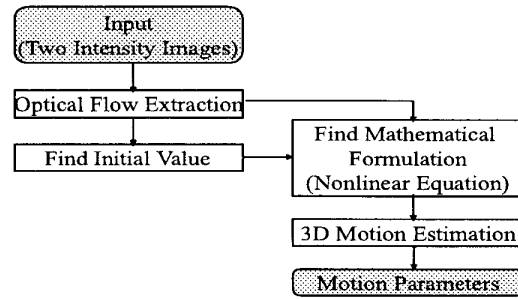 Input
(Two Intensity Images)
Optical Flow Extraction
Find Initial Value
Find Mathematical
Formulation
(Nonlinear Equation)
3D Motion Estimation
Motion Parameters